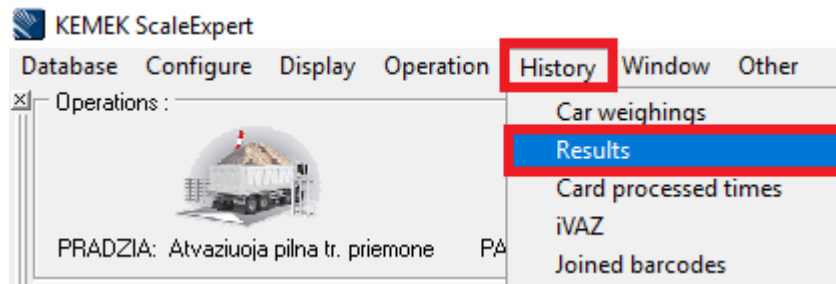 KEMEK ScaleExpert
Database Configure Display Operation History Window Other
Operations :
Car weighings
Results
Card processed times
iVAZ
Joined barcodes
PRADZIA: Atvaziuoja pilna tr. priemone